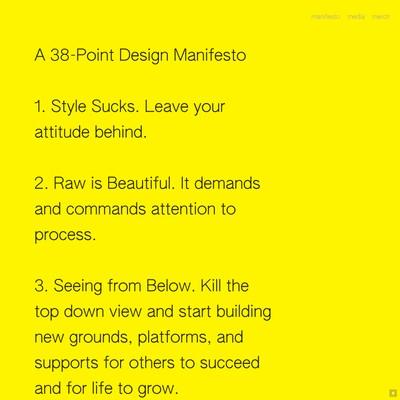 manifesto media merch
A 38-Point Design Manifesto
1. Style Sucks. Leave your
attitude behind.
2. Raw is Beautiful. It demands
and commands attention to
process.
3. Seeing from Below. Kill the
top down view and start building
new grounds, platforms, and
supports for others to succeed
and for life to grow.